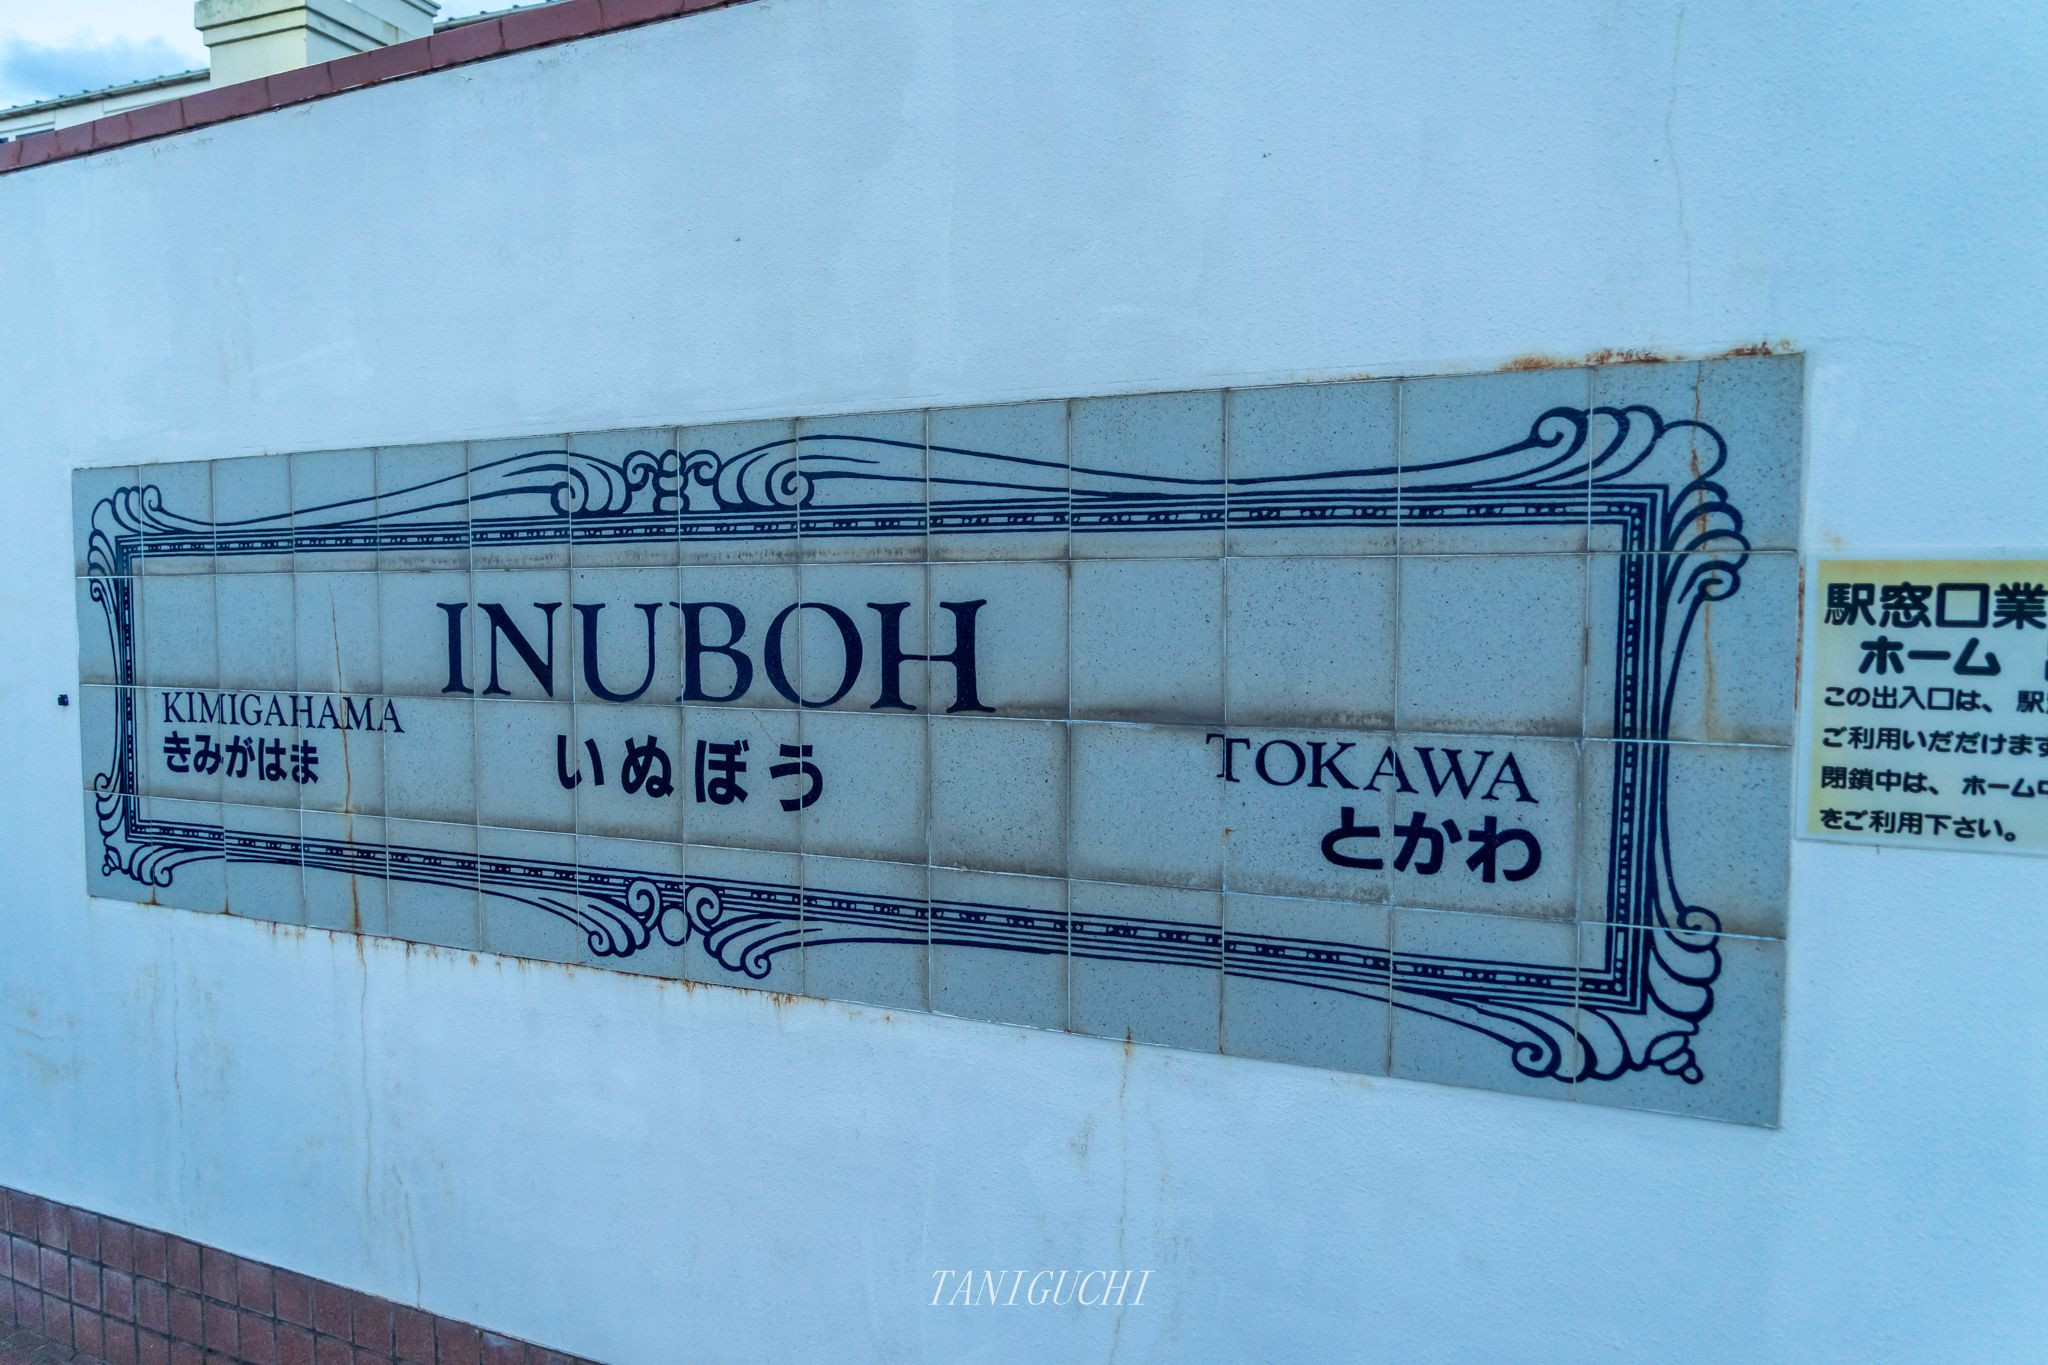 INUBOH
KIMIGAHAMA
きみがはま
いぬぼう
TOKAWA
とかわ
駅窓口業
ホーム
この出入口は、駅
ご利用いただけます
閉鎖中は、ホーム中
をご利用下さい。
TANIGUCHI